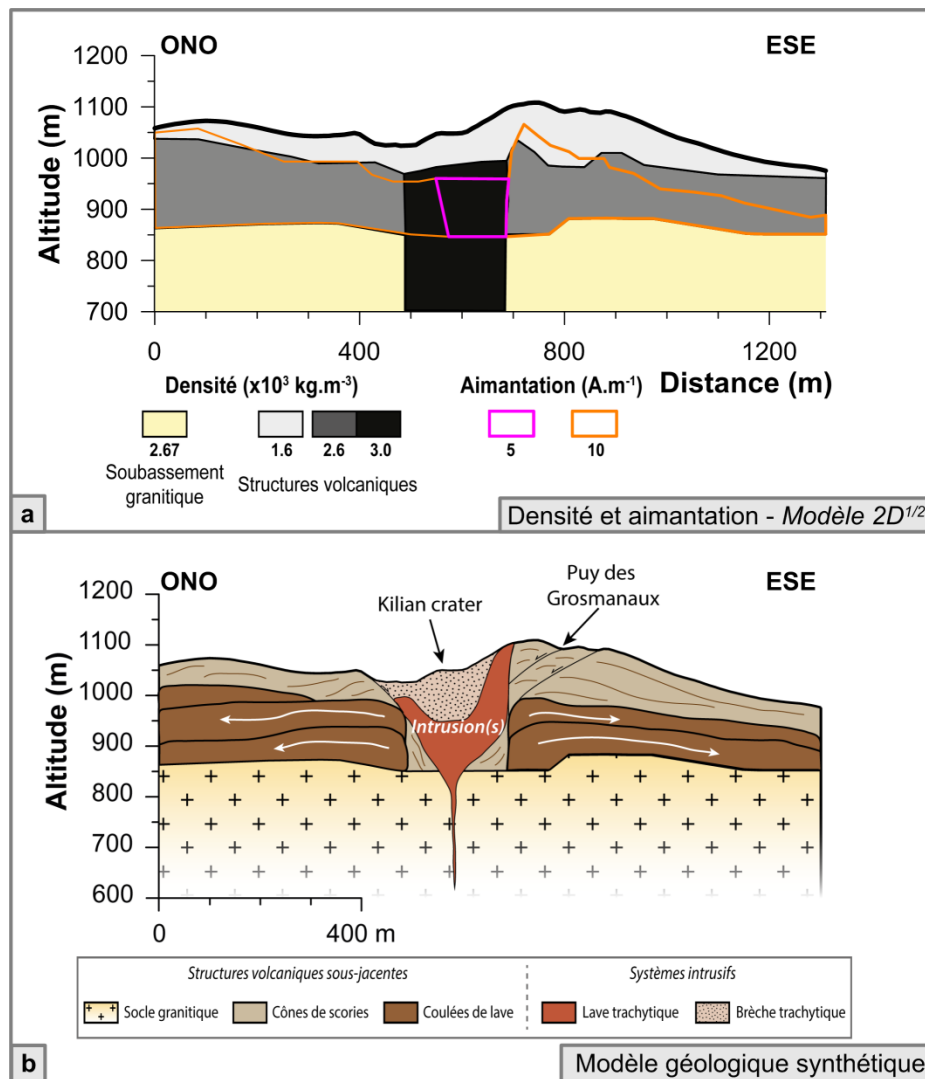 ONO
ESE
1200
1100
1000
900
800
700
Altitude (m)
0
400
800
1200
Distance (m)
Densité (x10³ kg.m⁻³)
Aimantation (A.m⁻¹)
2.67
1.6
2.6
3.0
5
10
Soubassement
granitique
Structures volcaniques
a
Densité et aimantation - Modèle 2D¹/²
ONO
ESE
1200
1100
1000
900
800
700
600
Altitude (m)
Kilian crater
Puy des
Grosmanaux
Intrusion(s)
0
400 m
Structures volcaniques sous-jacentes
Systèmes intrusifs
Socle granitique
Cônes de scories
Coulées de lave
Lave trachytique
Brèche trachytique
b
Modèle géologique synthétique